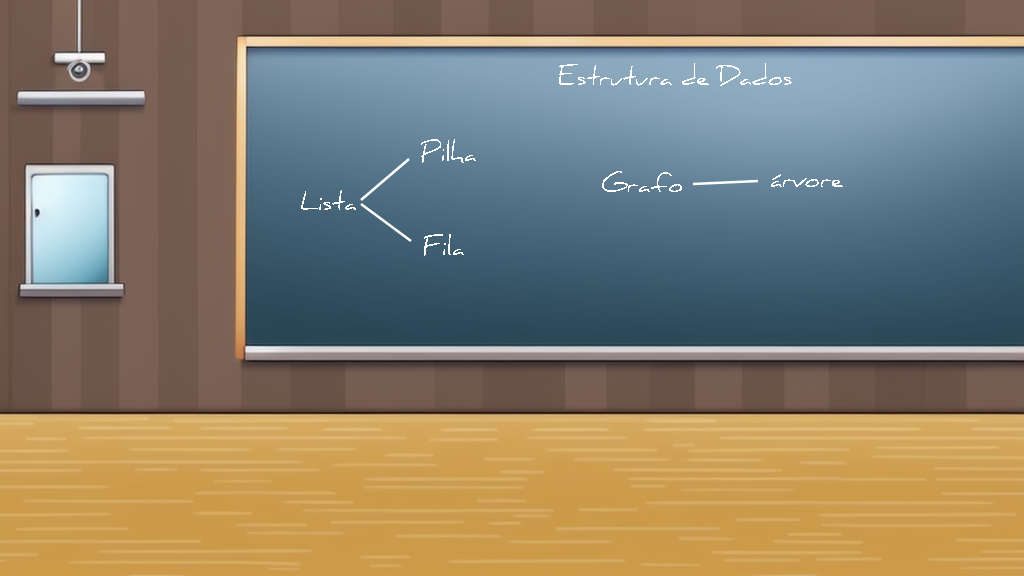 Estrutura de Dados
Pilha
Lista
Fila
Grafo
árvore